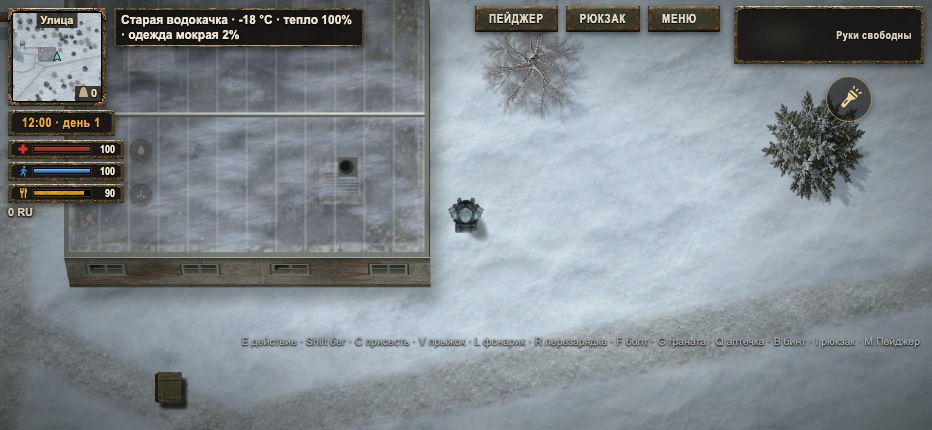 Улица
Старая водокачка · -18 °C · тепло 100%
· одежда мокрая 2%
ПЕЙДЖЕР
РЮКЗАК
МЕНЮ
Руки свободны
0
12:00 · день 1
100
100
90
0 RU
E действие · Shift бег · C присесть · V прыжок · L фонарик · R перезарядка · F болт · G граната · Q аптечка · B бинт · I рюкзак · M Пейджер